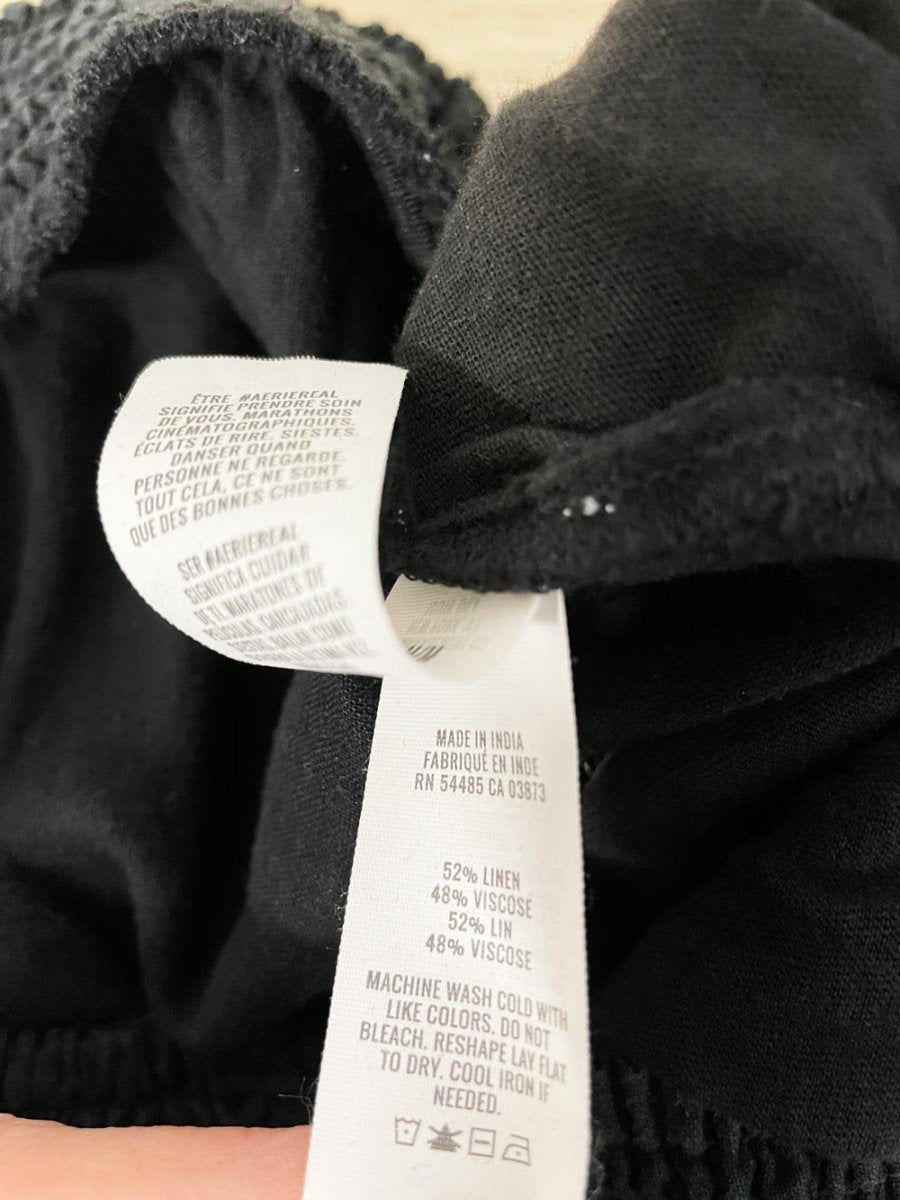 ÊTRE #AERIEREAL
SIGNIFIE PRENDRE SOIN
DE VOUS. MARATHONS
CINÉMATOGRAPHIQUES.
ÉCLATS DE RIRE. SIESTES.
DANSER QUAND
PERSONNE NE REGARDE.
TOUT CELA, CE NE SONT
QUE DES BONNES CHOSES.
SER #AERIEREAL
SIGNIFICA CUIDAR
DE TI. MARATONES DE
MADE IN INDIA
FABRIQUÉ EN INDE
RN 54485 CA 03873
52% LINEN
48% VISCOSE
52% LIN
48% VISCOSE
MACHINE WASH COLD WITH
LIKE COLORS. DO NOT
BLEACH. RESHAPE LAY FLAT
TO DRY. COOL IRON IF
NEEDED.